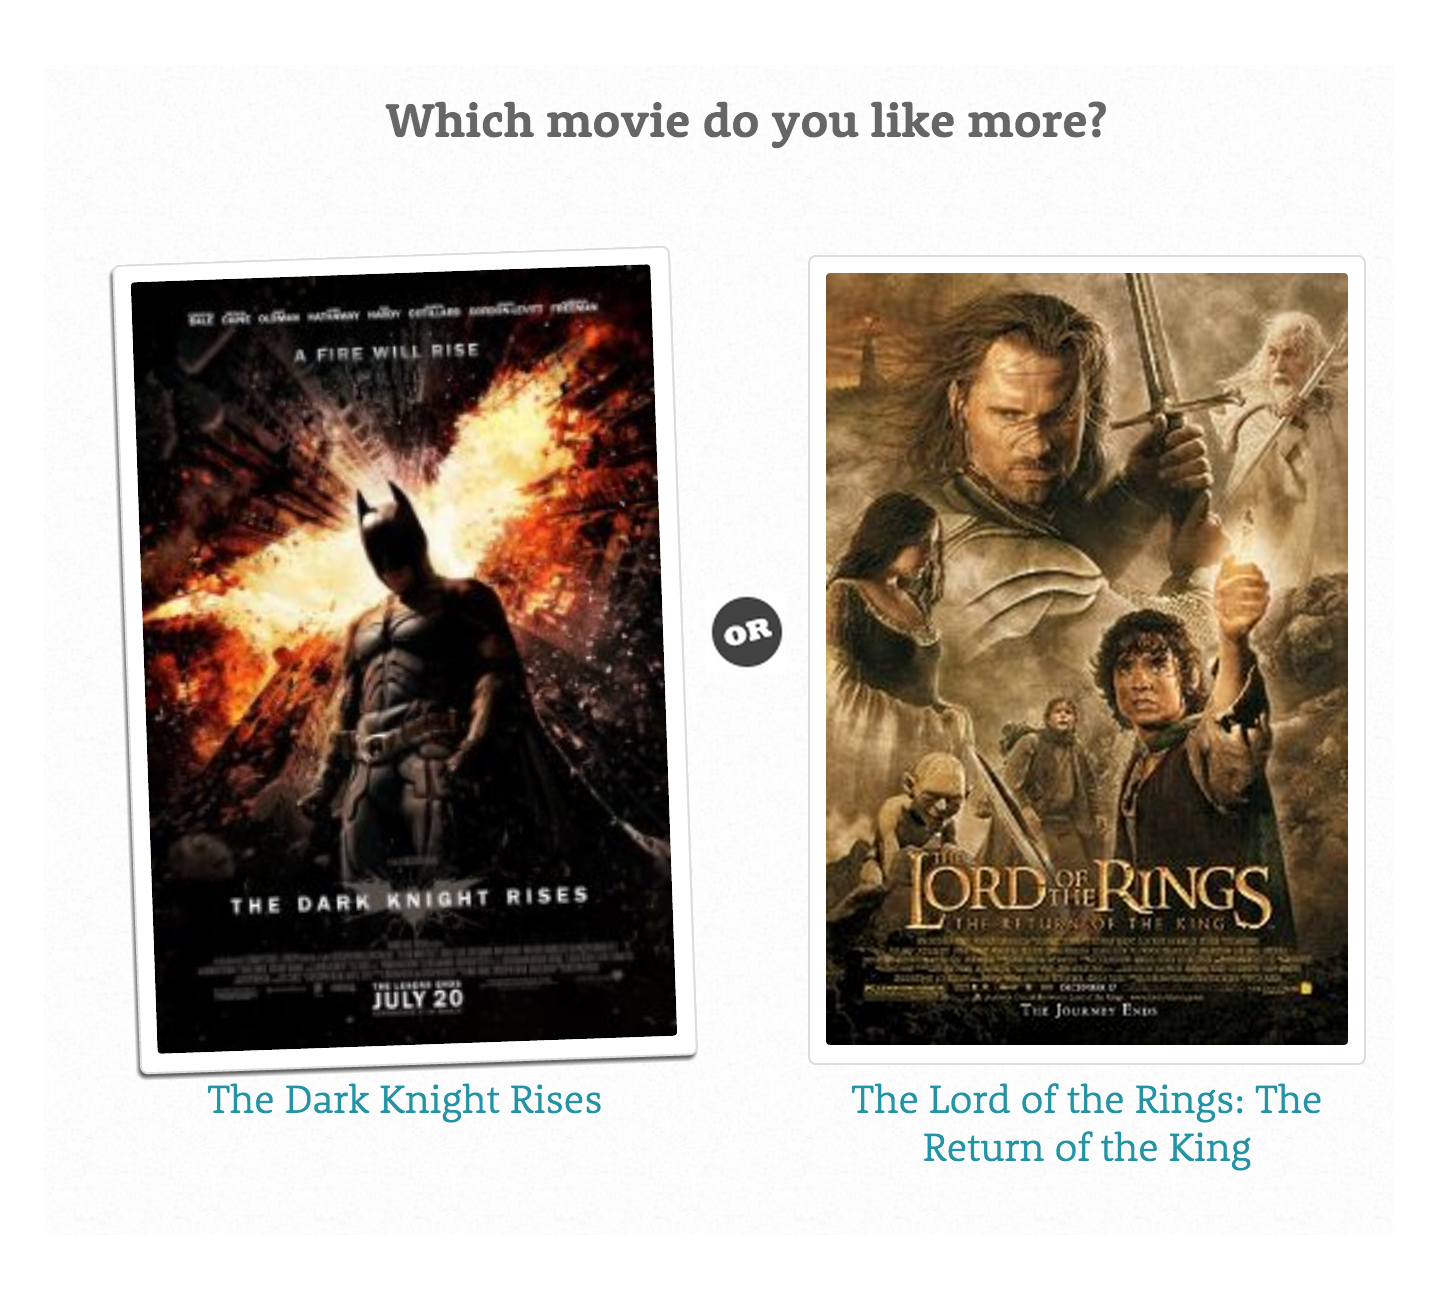 Which movie do you like more?
BALE CAINE OLDMAN HATHAWAY HARDY COTILLARD GORDON-LEVITT FREEMAN
A FIRE WILL RISE
THE DARK KNIGHT RISES
THE LEGEND ENDS
JULY 20
The Dark Knight Rises
OR
THE
LORD OF THE RINGS
THE RETURN OF THE KING
DECEMBER 17
THE JOURNEY ENDS
The Lord of the Rings: The
Return of the King